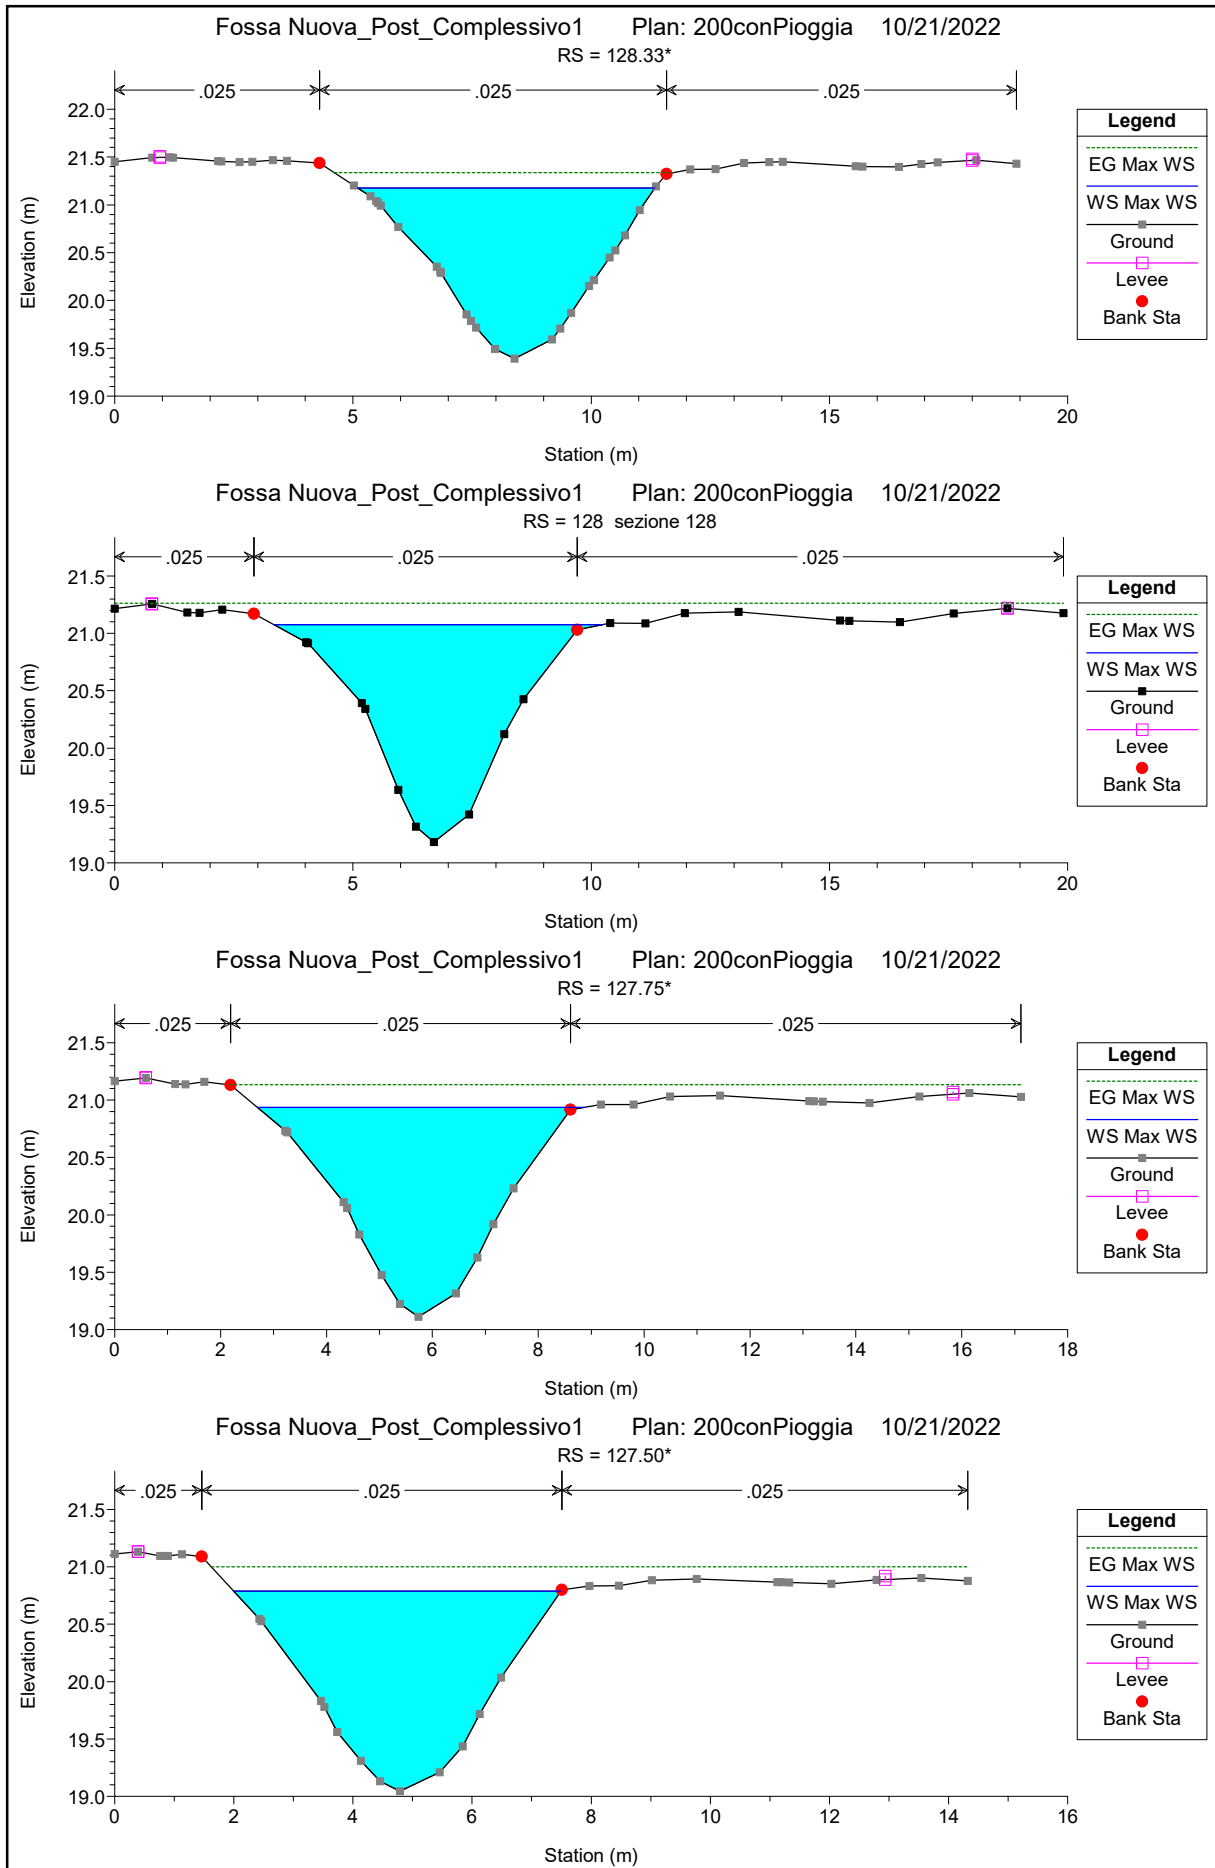 Fossa Nuova_Post_Complessivo1 Plan: 200conPioggia 10/21/2022
RS = 128.33*
.025 .025 .025
22.0
21.5
21.0
20.5
20.0
19.5
19.0
Elevation (m)
0 5 10 15 20
Station (m)
Legend
EG Max WS
WS Max WS
Ground
Levee
Bank Sta
Fossa Nuova_Post_Complessivo1 Plan: 200conPioggia 10/21/2022
RS = 128 sezione 128
.025 .025 .025
21.5
21.0
20.5
20.0
19.5
19.0
Elevation (m)
0 5 10 15 20
Station (m)
Legend
EG Max WS
WS Max WS
Ground
Levee
Bank Sta
Fossa Nuova_Post_Complessivo1 Plan: 200conPioggia 10/21/2022
RS = 127.75*
.025 .025 .025
21.5
21.0
20.5
20.0
19.5
19.0
Elevation (m)
0 2 4 6 8 10 12 14 16 18
Station (m)
Legend
EG Max WS
WS Max WS
Ground
Levee
Bank Sta
Fossa Nuova_Post_Complessivo1 Plan: 200conPioggia 10/21/2022
RS = 127.50*
.025 .025 .025
21.5
21.0
20.5
20.0
19.5
19.0
Elevation (m)
0 2 4 6 8 10 12 14 16
Station (m)
Legend
EG Max WS
WS Max WS
Ground
Levee
Bank Sta